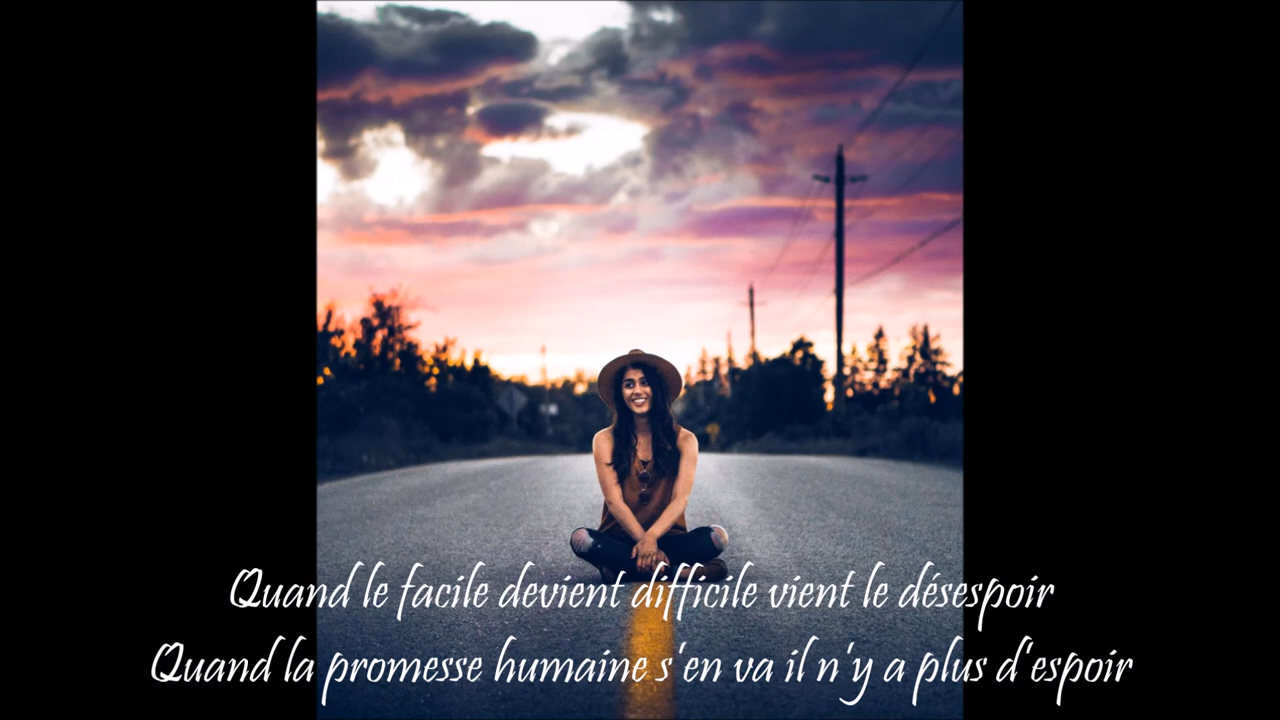 Quand le facile devient difficile vient le désespoir
Quand la promesse humaine s'en va il n'y a plus d'espoir